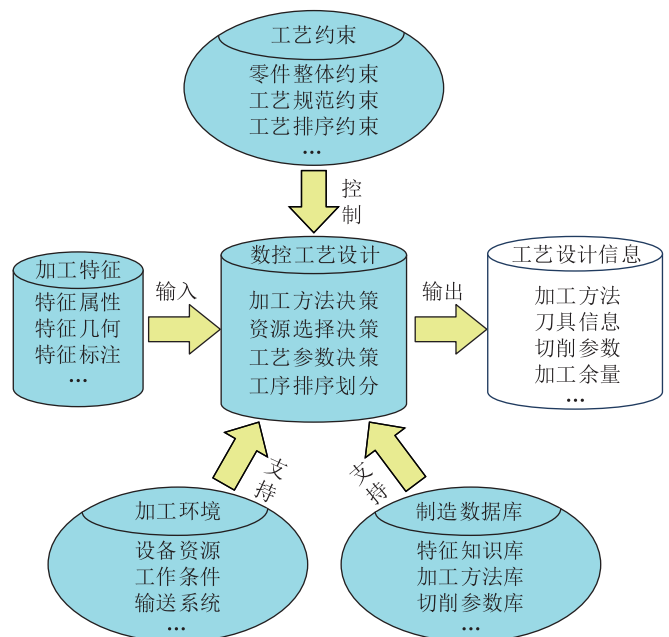 工艺约束
零件整体约束
工艺规范约束
工艺排序约束
...
控制
加工特征
特征属性
特征几何
特征标注
...
输入
数控工艺设计
加工方法决策
资源选择决策
工艺参数决策
工序排序划分
输出
工艺设计信息
加工方法
刀具信息
切削参数
加工余量
...
支持
支持
加工环境
设备资源
工作条件
输送系统
...
制造数据库
特征知识库
加工方法库
切削参数库
...